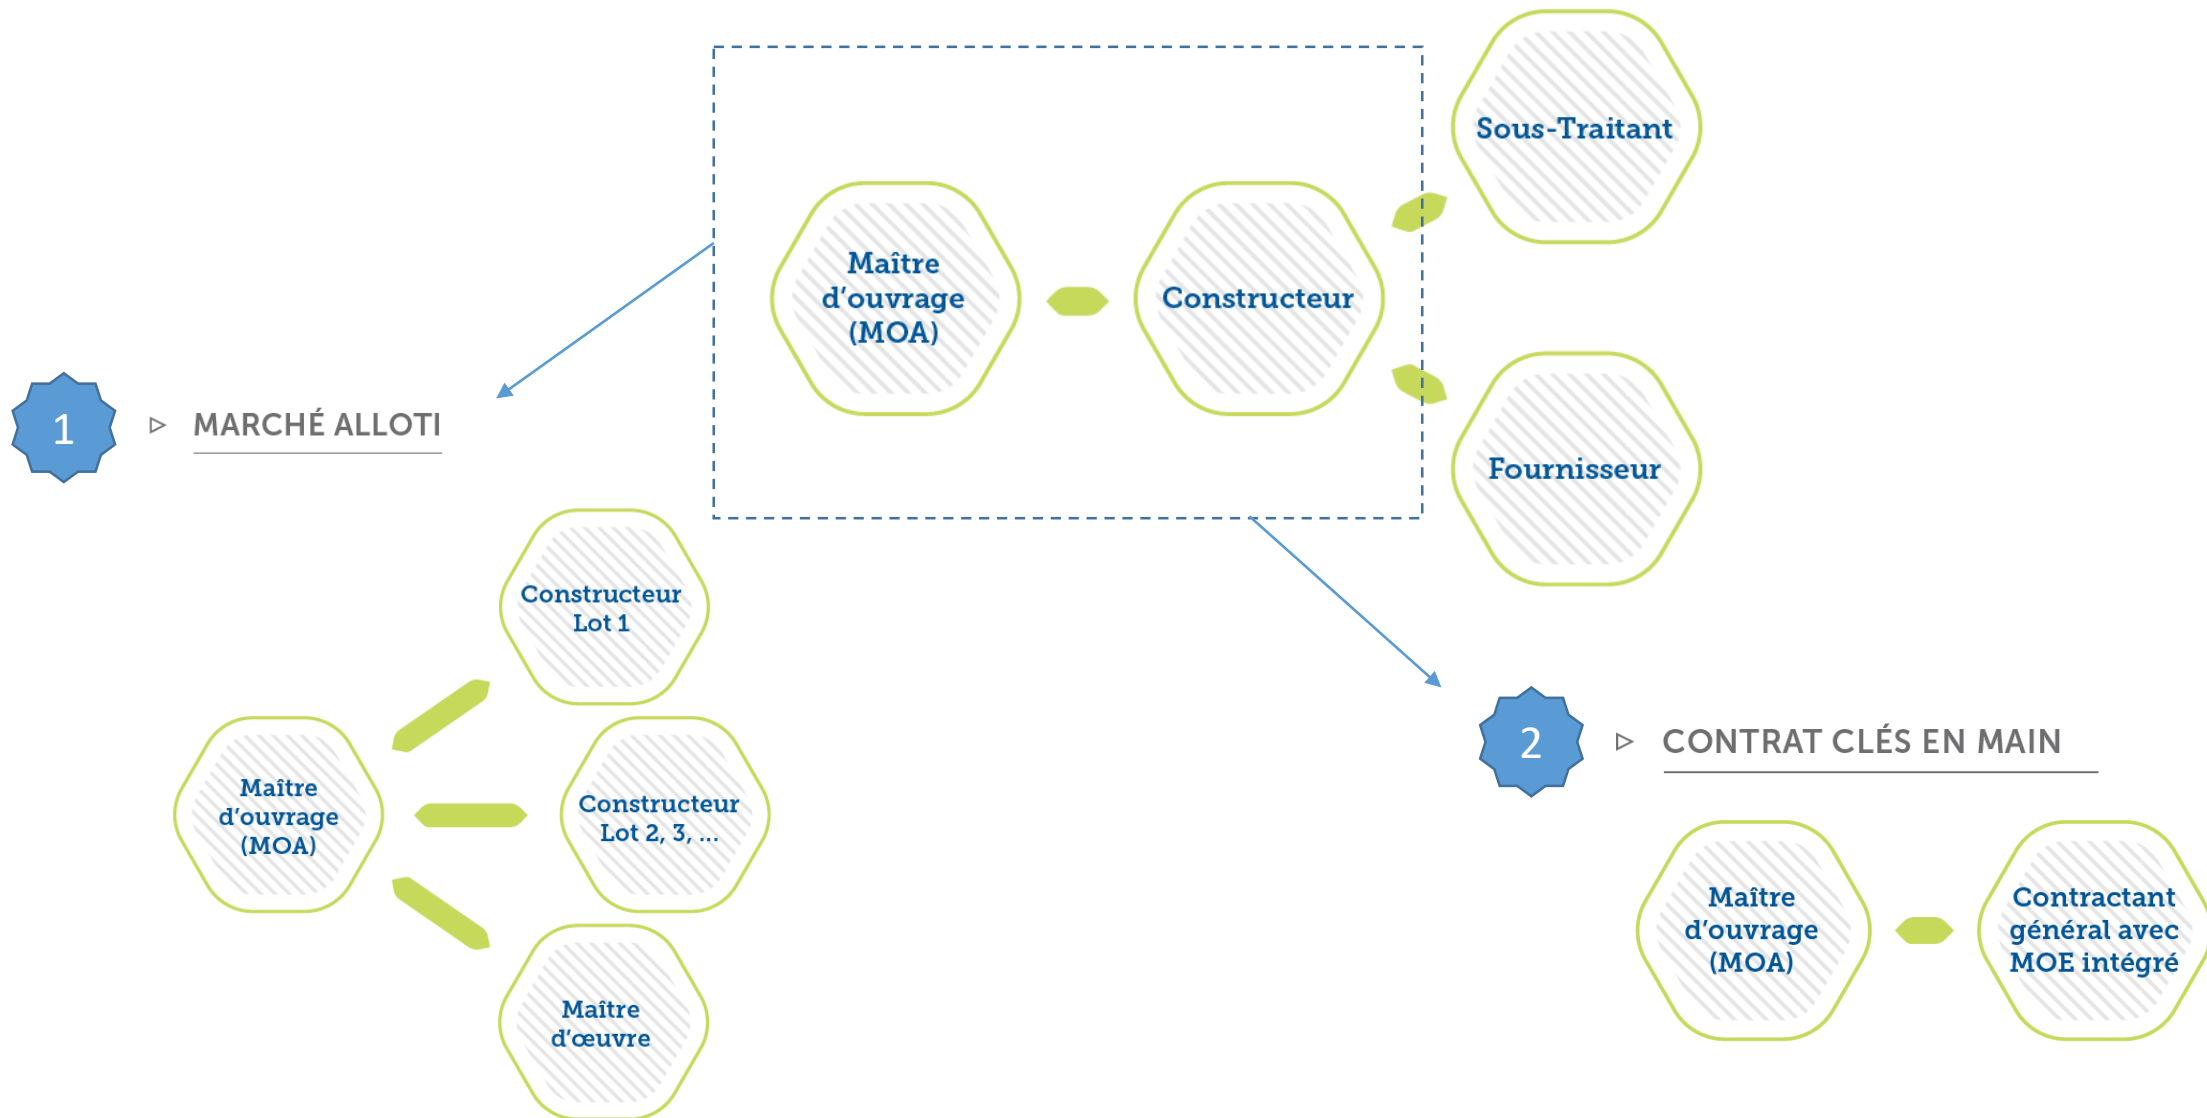 Sous-Traitant
Maître
d’ouvrage
(MOA)
Constructeur
Fournisseur
1
MARCHÉ ALLOTI
Constructeur
Lot 1
Maître
d’ouvrage
(MOA)
Constructeur
Lot 2, 3, ...
Maître
d’œuvre
2
CONTRAT CLÉS EN MAIN
Maître
d’ouvrage
(MOA)
Contractant
général avec
MOE intégré